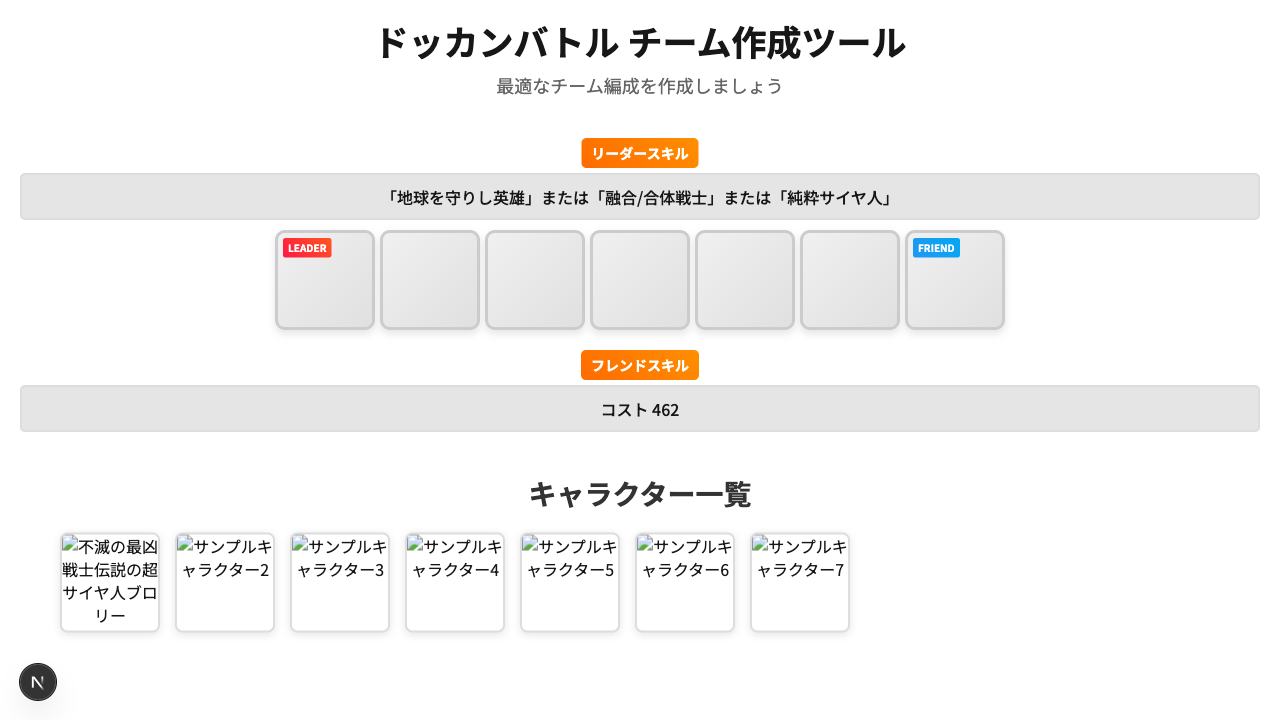 ドッカンバトル チーム作成ツール
最適なチーム編成を作成しましょう
リーダースキル
「地球を守りし英雄」または「融合/合体戦士」または「純粋サイヤ人」
LEADER
FRIEND
フレンドスキル
コスト 462
キャラクター一覧
不滅の最凶
戦士伝説の超
サイヤ人ブロ
リー
サンプルキ
ャラクター2
サンプルキ
ャラクター3
サンプルキ
ャラクター4
サンプルキ
ャラクター5
サンプルキ
ャラクター6
サンプルキ
ャラクター7
N